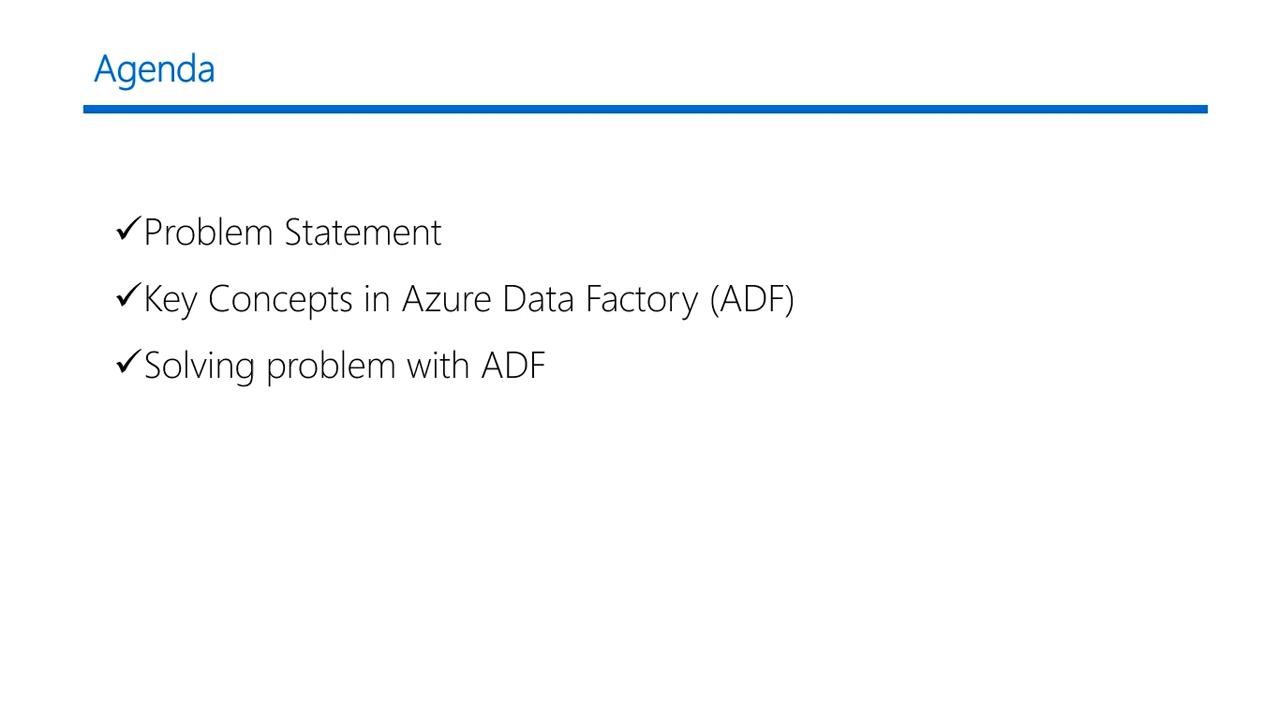 Agenda
✓Problem Statement
✓Key Concepts in Azure Data Factory (ADF)
✓Solving problem with ADF